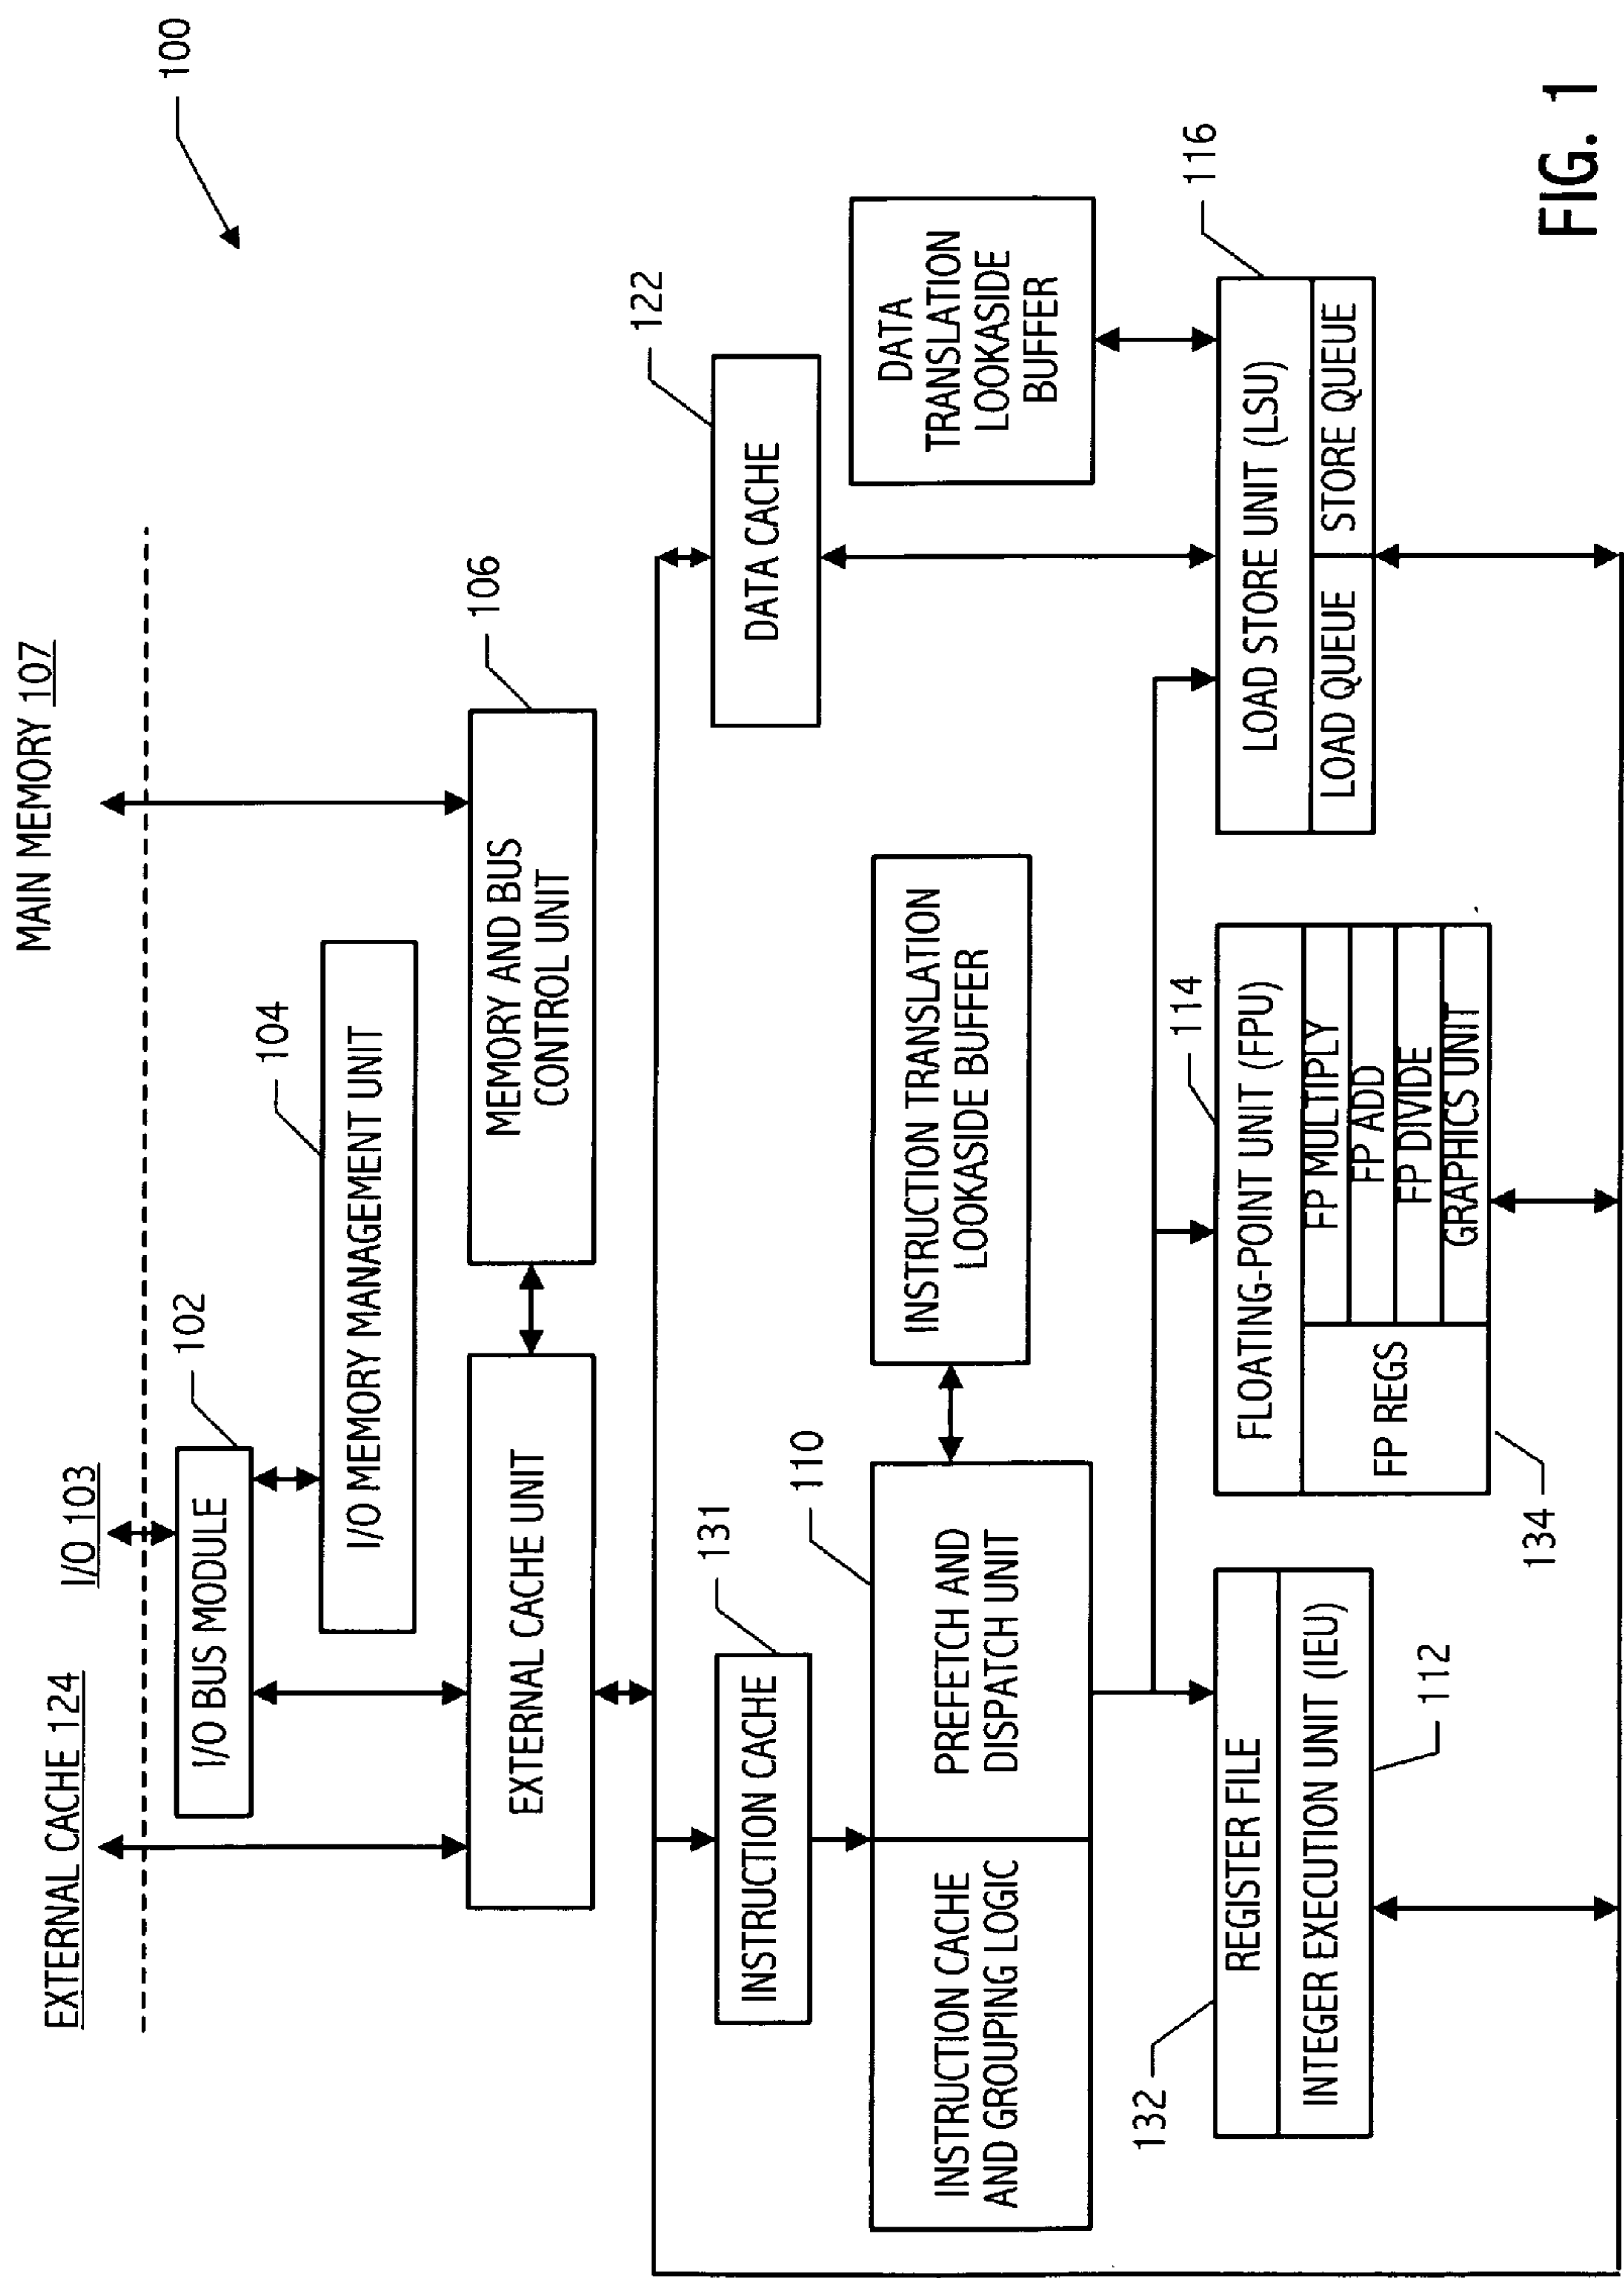 100
EXTERNAL CACHE 124
I/O 103
MAIN MEMORY 107
102
I/O BUS MODULE
104
I/O MEMORY MANAGEMENT UNIT
106
EXTERNAL CACHE UNIT
MEMORY AND BUS
CONTROL UNIT
131
122
INSTRUCTION CACHE
DATA CACHE
110
INSTRUCTION CACHE
AND GROUPING LOGIC
PREFETCH AND
DISPATCH UNIT
INSTRUCTION TRANSLATION
LOOKASIDE BUFFER
DATA
TRANSLATION
LOOKASIDE
BUFFER
132
114
116
REGISTER FILE
INTEGER EXECUTION UNIT (IEU)
112
FLOATING-POINT UNIT (FPU)
FP REGS
FP MULTIPLY
FP ADD
FP DIVIDE
GRAPHICS UNIT
134
LOAD STORE UNIT (LSU)
LOAD QUEUE
STORE QUEUE
FIG. 1